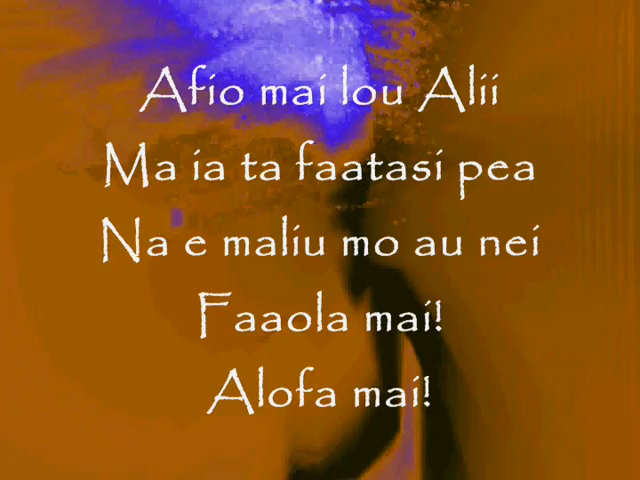 Afio mai lou Alii
Ma ia ta faatasi pea
Na e maliu mo au nei
Faaola mai!
Alofa mai!